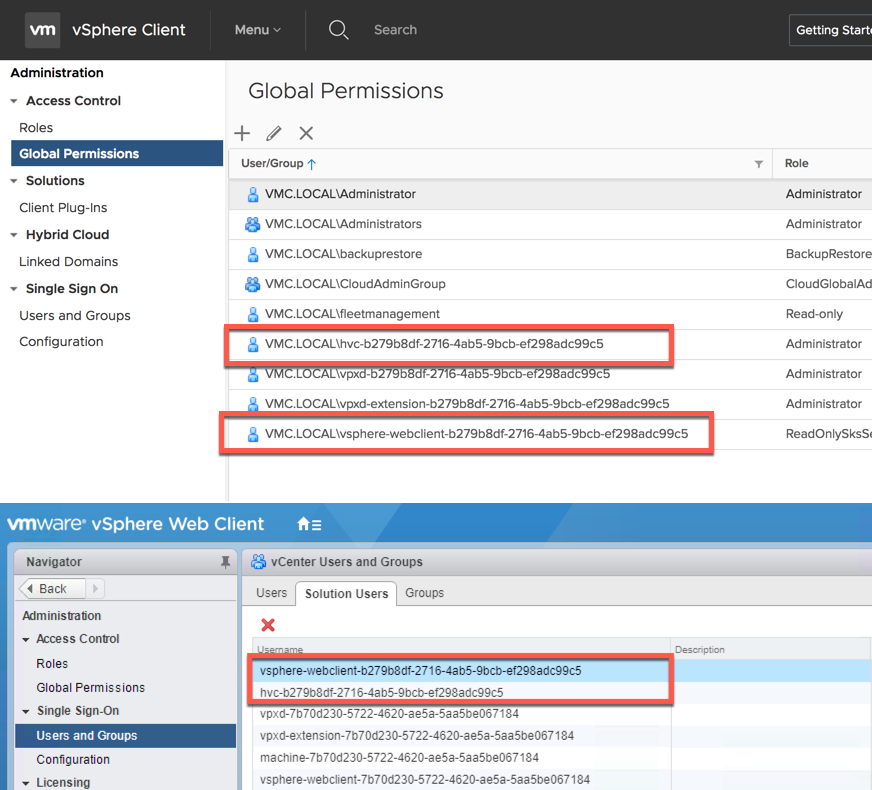 vm vSphere Client Menu Search Getting Starte
Administration
Access Control
Roles
Global Permissions
Solutions
Client Plug-Ins
Hybrid Cloud
Linked Domains
Single Sign On
Users and Groups
Configuration
Global Permissions
User/Group Role
VMC.LOCAL\Administrator Administrator
VMC.LOCAL\Administrators Administrator
VMC.LOCAL\backuprestore BackupRestore
VMC.LOCAL\CloudAdminGroup CloudGlobalAd
VMC.LOCAL\fleetmanagement Read-only
VMC.LOCAL\hvc-b279b8df-2716-4ab5-9bcb-ef298adc99c5 Administrator
VMC.LOCAL\vpxd-b279b8df-2716-4ab5-9bcb-ef298adc99c5 Administrator
VMC.LOCAL\vpxd-extension-b279b8df-2716-4ab5-9bcb-ef298adc99c5 Administrator
VMC.LOCAL\vsphere-webclient-b279b8df-2716-4ab5-9bcb-ef298adc99c5 ReadOnlySksSe
vmware® vSphere Web Client
Navigator
Back
Administration
Access Control
Roles
Global Permissions
Single Sign-On
Users and Groups
Configuration
Licensing
vCenter Users and Groups
Users Solution Users Groups
Username Description
vsphere-webclient-b279b8df-2716-4ab5-9bcb-ef298adc99c5
hvc-b279b8df-2716-4ab5-9bcb-ef298adc99c5
vpxd-7b70d230-5722-4620-ae5a-5aa5be067184
vpxd-extension-7b70d230-5722-4620-ae5a-5aa5be067184
machine-7b70d230-5722-4620-ae5a-5aa5be067184
vsphere-webclient-7b70d230-5722-4620-ae5a-5aa5be067184